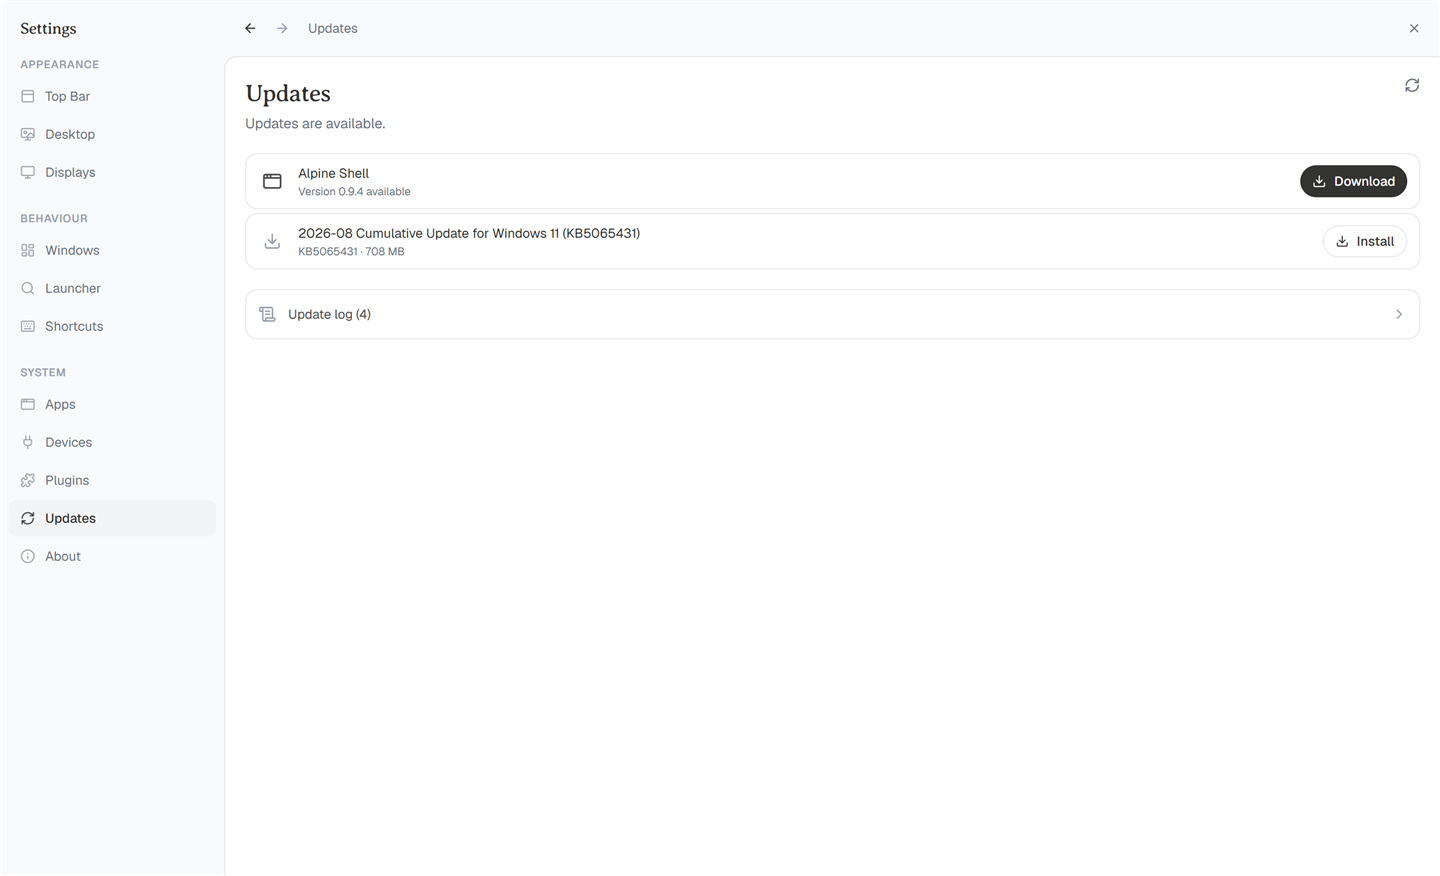 Settings
Updates
APPEARANCE
Top Bar
Desktop
Displays
BEHAVIOUR
Windows
Launcher
Shortcuts
SYSTEM
Apps
Devices
Plugins
Updates
About
Updates
Updates are available.
Alpine Shell
Version 0.9.4 available
Download
2026-08 Cumulative Update for Windows 11 (KB5065431)
KB5065431 · 708 MB
Install
Update log (4)